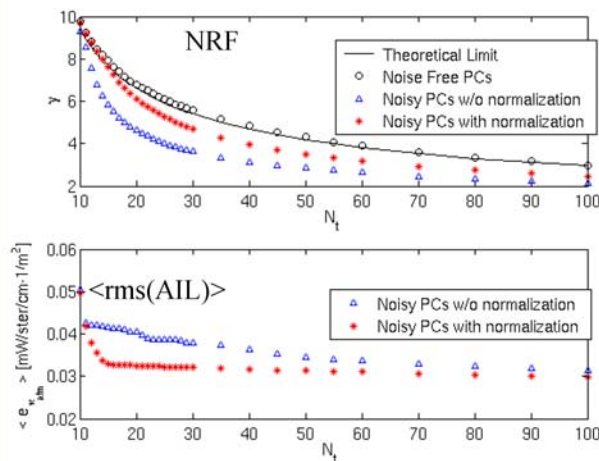 NRF
Theoretical Limit
Noise Free PCs
Noisy PCs w/o normalization
Noisy PCs with normalization
γ
10
8
6
4
2
10 20 30 40 50 60 70 80 90 100
N_t
<rms(AIL)>
Noisy PCs w/o normalization
Noisy PCs with normalization
0.06
0.05
0.04
0.03
0.02
10 20 30 40 50 60 70 80 90 100
N_t
[mW/ster/cm-1/m²]